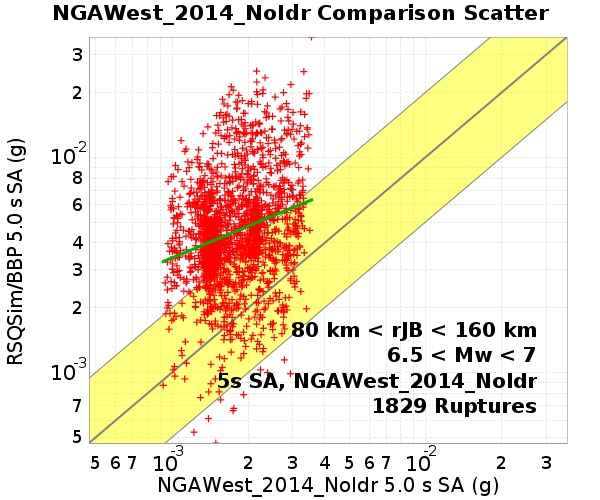 NGAWest_2014_NoIdr Comparison Scatter
RSQSim/BBP 5.0 s SA (g)
3
2
10^-2
8
6
4
3
2
10^-3
7
5
80 km < rJB < 160 km
6.5 < Mw < 7
5s SA, NGAWest_2014_NoIdr
1829 Ruptures
5 6 7 10^-3 2 3 4 5 6 7 10^-2 2 3
NGAWest_2014_NoIdr 5.0 s SA (g)